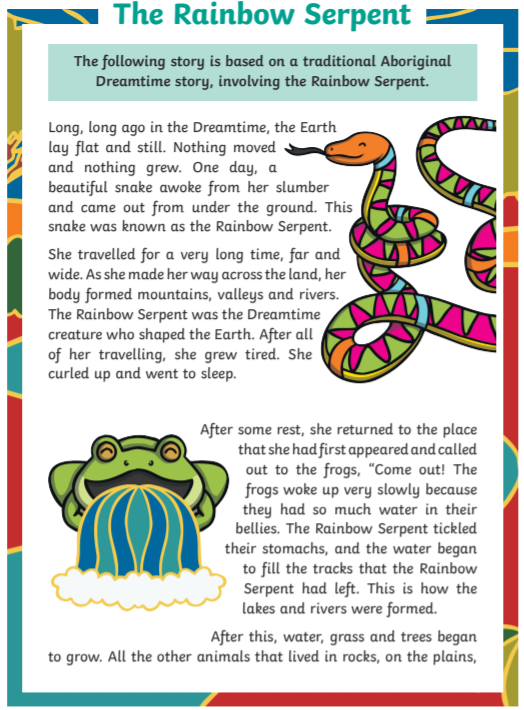 The Rainbow Serpent
The following story is based on a traditional Aboriginal
Dreamtime story, involving the Rainbow Serpent.
Long, long ago in the Dreamtime, the Earth
lay flat and still. Nothing moved
and nothing grew. One day, a
beautiful snake awoke from her slumber
and came out from under the ground. This
snake was known as the Rainbow Serpent.
She travelled for a very long time, far and
wide. As she made her way across the land, her
body formed mountains, valleys and rivers.
The Rainbow Serpent was the Dreamtime
creature who shaped the Earth. After all
of her travelling, she grew tired. She
curled up and went to sleep.
After some rest, she returned to the place
that she had first appeared and called
out to the frogs, “Come out! The
frogs woke up very slowly because
they had so much water in their
bellies. The Rainbow Serpent tickled
their stomachs, and the water began
to fill the tracks that the Rainbow
Serpent had left. This is how the
lakes and rivers were formed.
After this, water, grass and trees began
to grow. All the other animals that lived in rocks, on the plains,